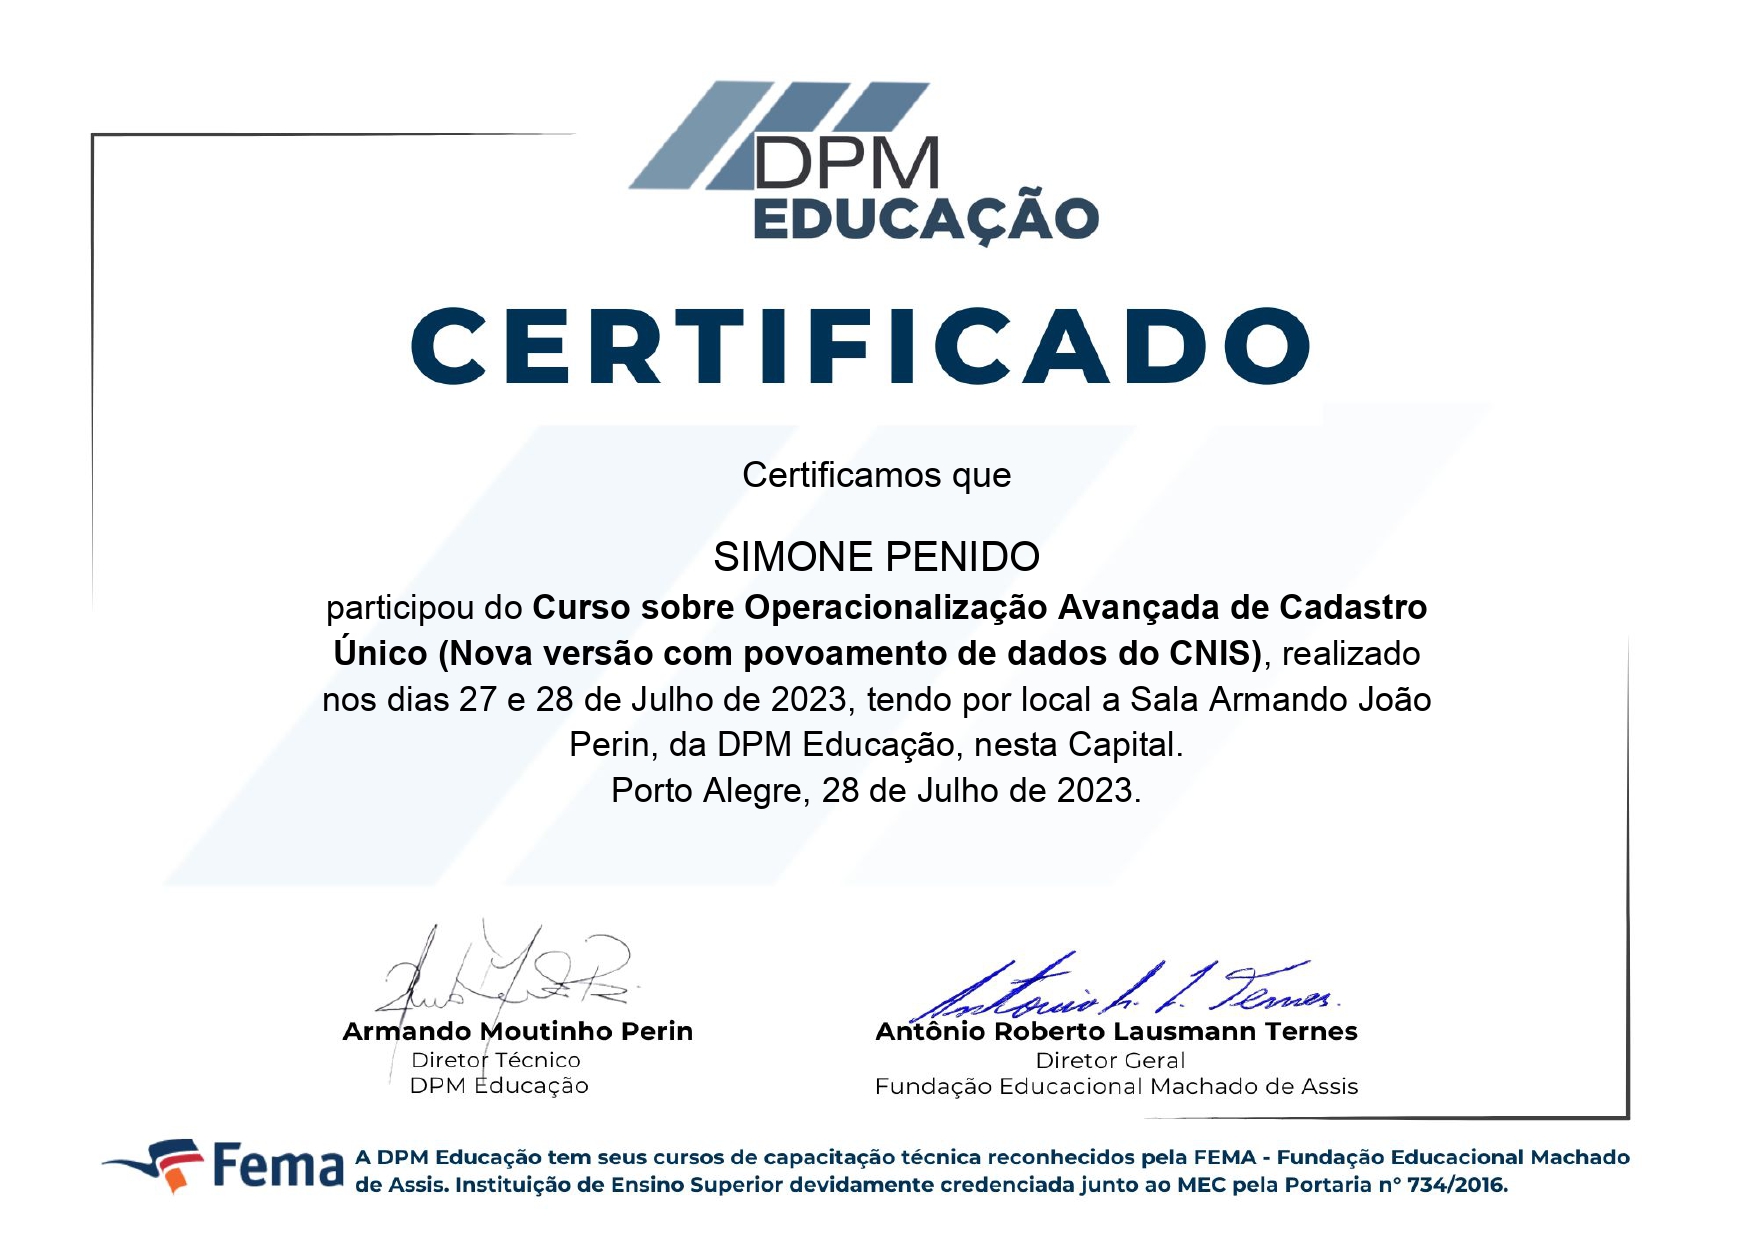 DPM
EDUCAÇÃO
CERTIFICADO
Certificamos que
SIMONE PENIDO
participou do Curso sobre Operacionalização Avançada de Cadastro
Único (Nova versão com povoamento de dados do CNIS), realizado
nos dias 27 e 28 de Julho de 2023, tendo por local a Sala Armando João
Perin, da DPM Educação, nesta Capital.
Porto Alegre, 28 de Julho de 2023.
Antônio L. L. Ternes.
Armando Moutinho Perin
Diretor Técnico
DPM Educação
Antônio Roberto Lausmann Ternes
Diretor Geral
Fundação Educacional Machado de Assis
Fema
A DPM Educação tem seus cursos de capacitação técnica reconhecidos pela FEMA - Fundação Educacional Machado
de Assis. Instituição de Ensino Superior devidamente credenciada junto ao MEC pela Portaria n° 734/2016.